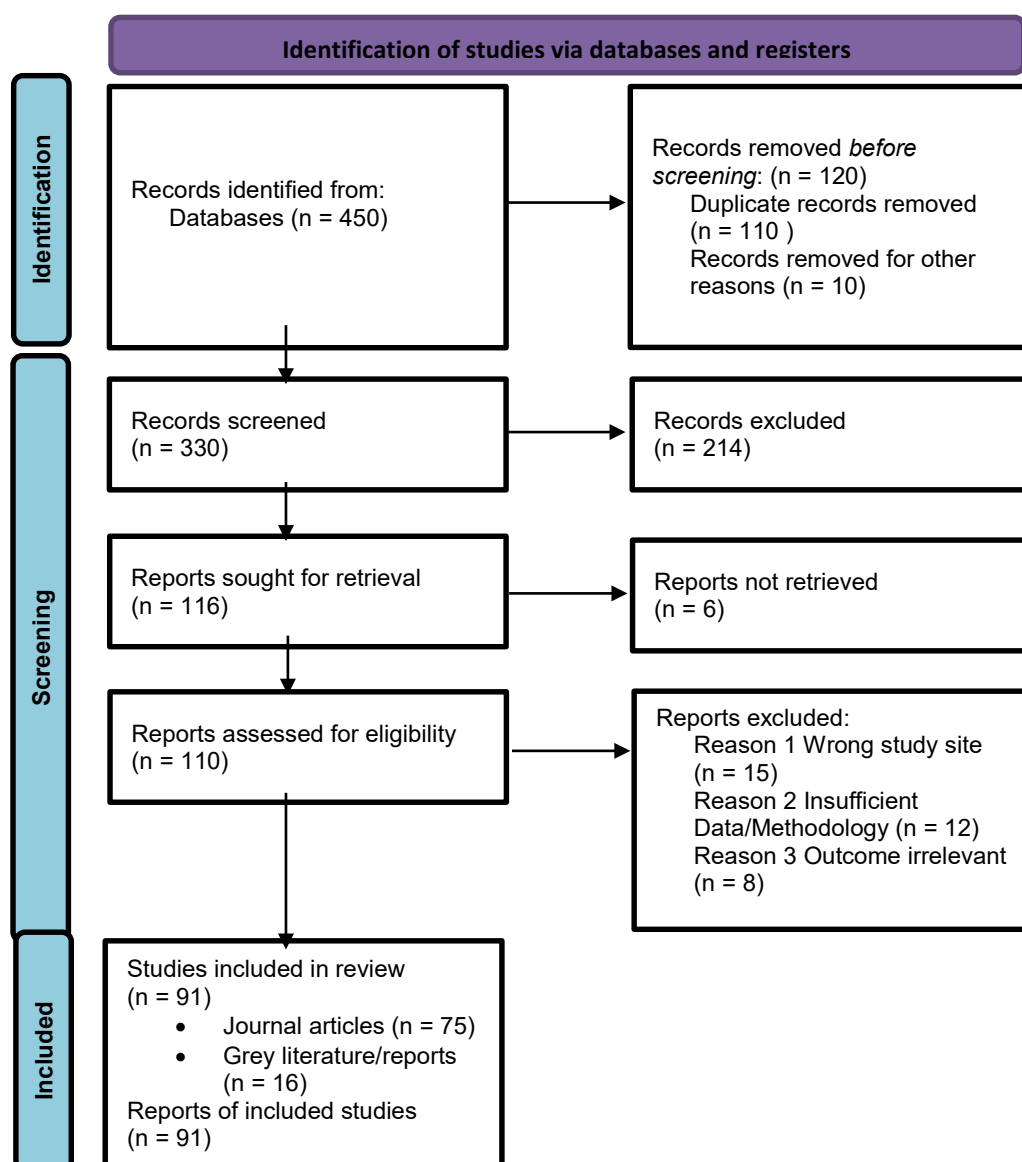 Identification of studies via databases and registers
Identification
Records identified from:
Databases (n = 450)
Records removed before
screening: (n = 120)
Duplicate records removed
(n = 110 )
Records removed for other
reasons (n = 10)
Screening
Records screened
(n = 330)
Records excluded
(n = 214)
Reports sought for retrieval
(n = 116)
Reports not retrieved
(n = 6)
Reports assessed for eligibility
(n = 110)
Reports excluded:
Reason 1 Wrong study site
(n = 15)
Reason 2 Insufficient
Data/Methodology (n = 12)
Reason 3 Outcome irrelevant
(n = 8)
Included
Studies included in review
(n = 91)
• Journal articles (n = 75)
• Grey literature/reports
(n = 16)
Reports of included studies
(n = 91)